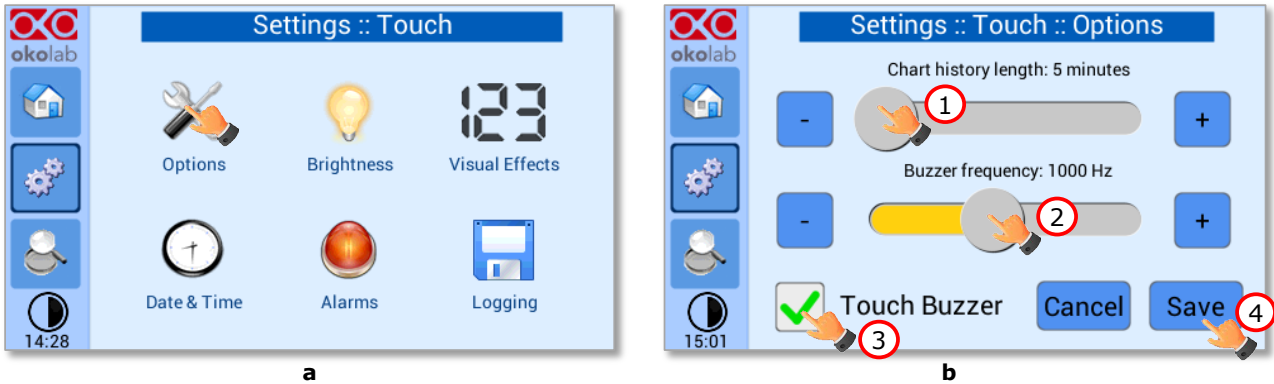 Settings :: Touch
okolab
Options
Brightness
123
Visual Effects
Date & Time
Alarms
Logging
14:28
a
Settings :: Touch :: Options
okolab
Chart history length: 5 minutes
1
-
+
Buzzer frequency: 1000 Hz
-
2
+
Touch Buzzer
Cancel
Save
4
3
15:01
b